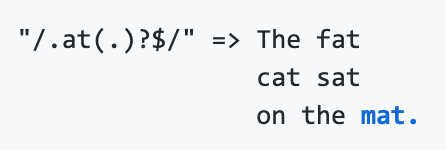 "/.at(.)?$/" => The fat
cat sat
on the mat.